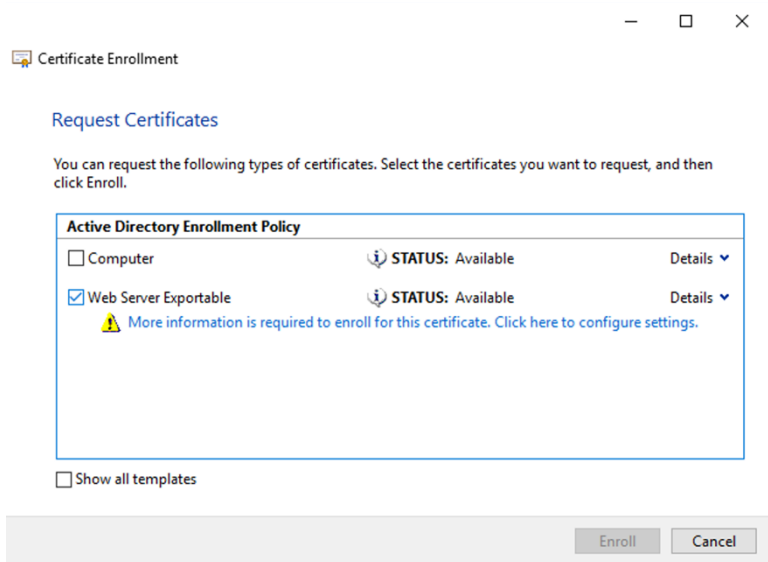 Certificate Enrollment
Request Certificates
You can request the following types of certificates. Select the certificates you want to request, and then
click Enroll.
Active Directory Enrollment Policy
Computer STATUS: Available Details
Web Server Exportable STATUS: Available Details
More information is required to enroll for this certificate. Click here to configure settings.
Show all templates
Enroll Cancel